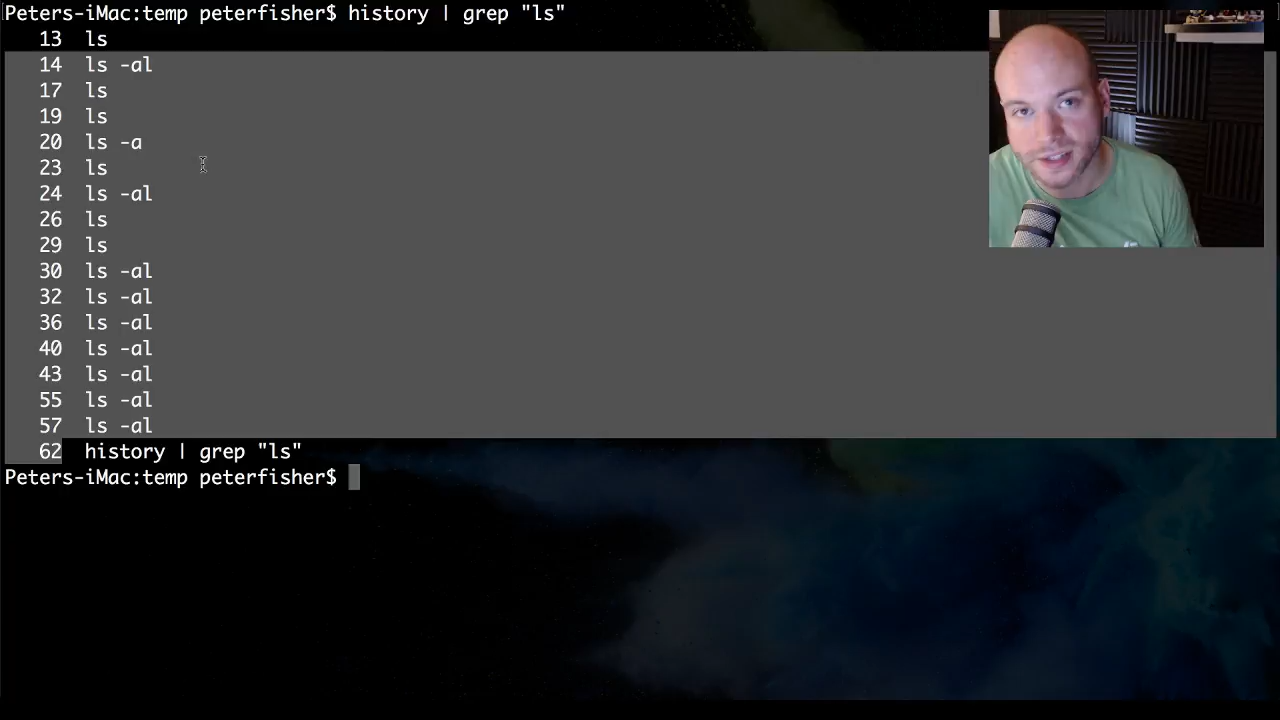 Peters-iMac:temp peterfisher$ history | grep "ls"
13 ls
14 ls -al
17 ls
19 ls
20 ls -a
23 ls
24 ls -al
26 ls
29 ls
30 ls -al
32 ls -al
36 ls -al
40 ls -al
43 ls -al
55 ls -al
57 ls -al
62 history | grep "ls"
Peters-iMac:temp peterfisher$